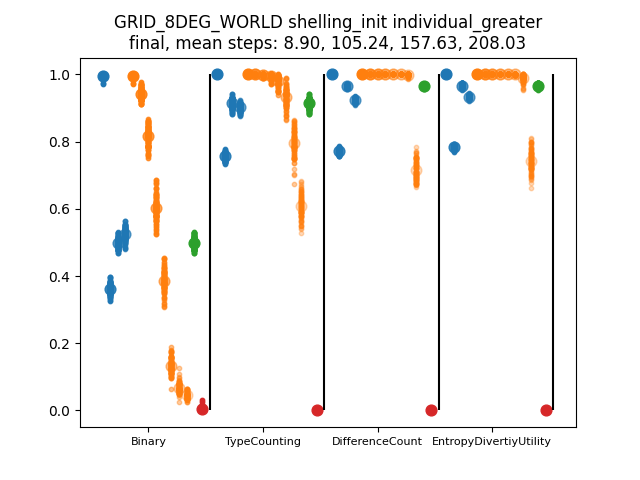 GRID_8DEG_WORLD shelling_init individual_greater
final, mean steps: 8.90, 105.24, 157.63, 208.03
1.0
0.8
0.6
0.4
0.2
0.0
Binary
TypeCounting
DifferenceCount
EntropyDivertiyUtility